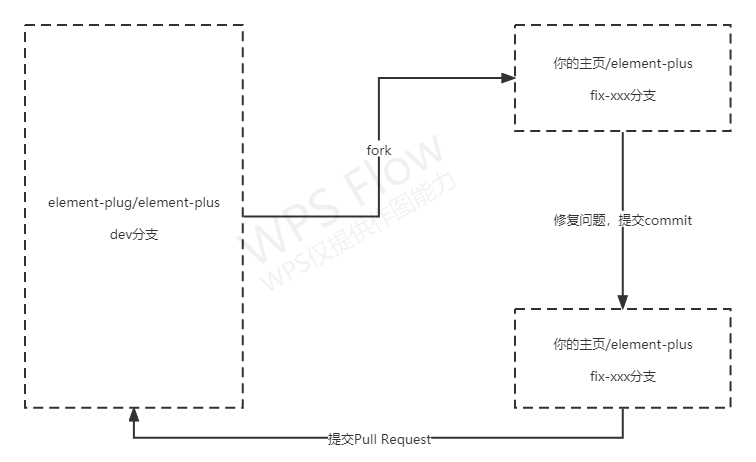 你的主页/element-plus
fix-xxx分支
fork
element-plug/element-plus
dev分支
WPS Flow
WPS仅提供作图能力
修复问题，提交commit
你的主页/element-plus
fix-xxx分支
提交Pull Request